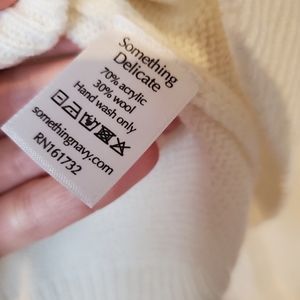 Something
Delicate
70% acrylic
30% wool
Hand wash only
somethingnavy.com
RN161732